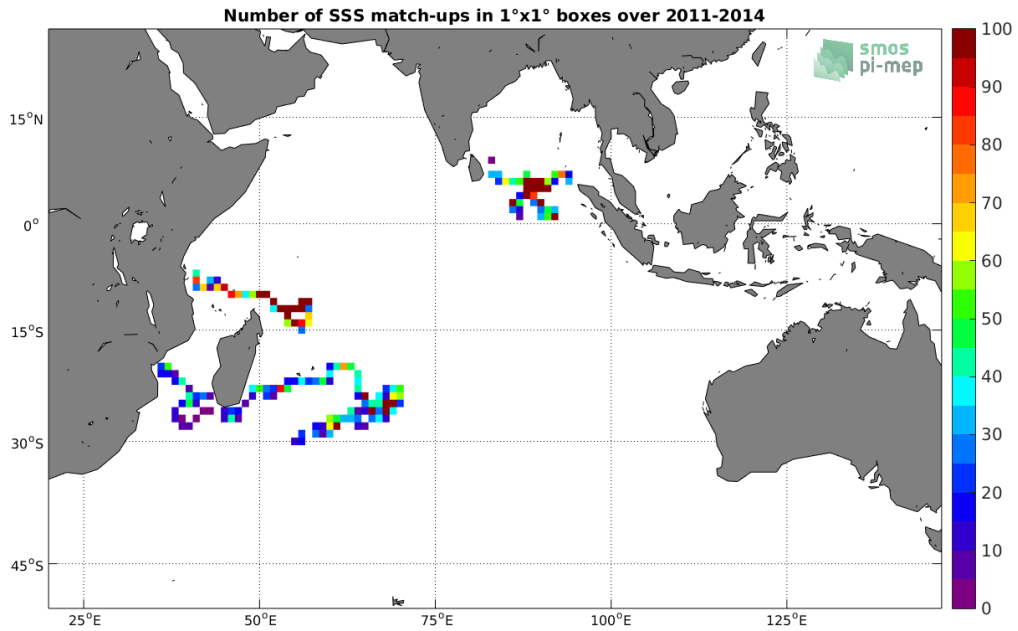 Number of SSS match-ups in 1°x1° boxes over 2011-2014
smos
pi-mep
100
90
80
70
60
50
40
30
20
10
0
15°N
0°
15°S
30°S
45°S
25°E
50°E
75°E
100°E
125°E